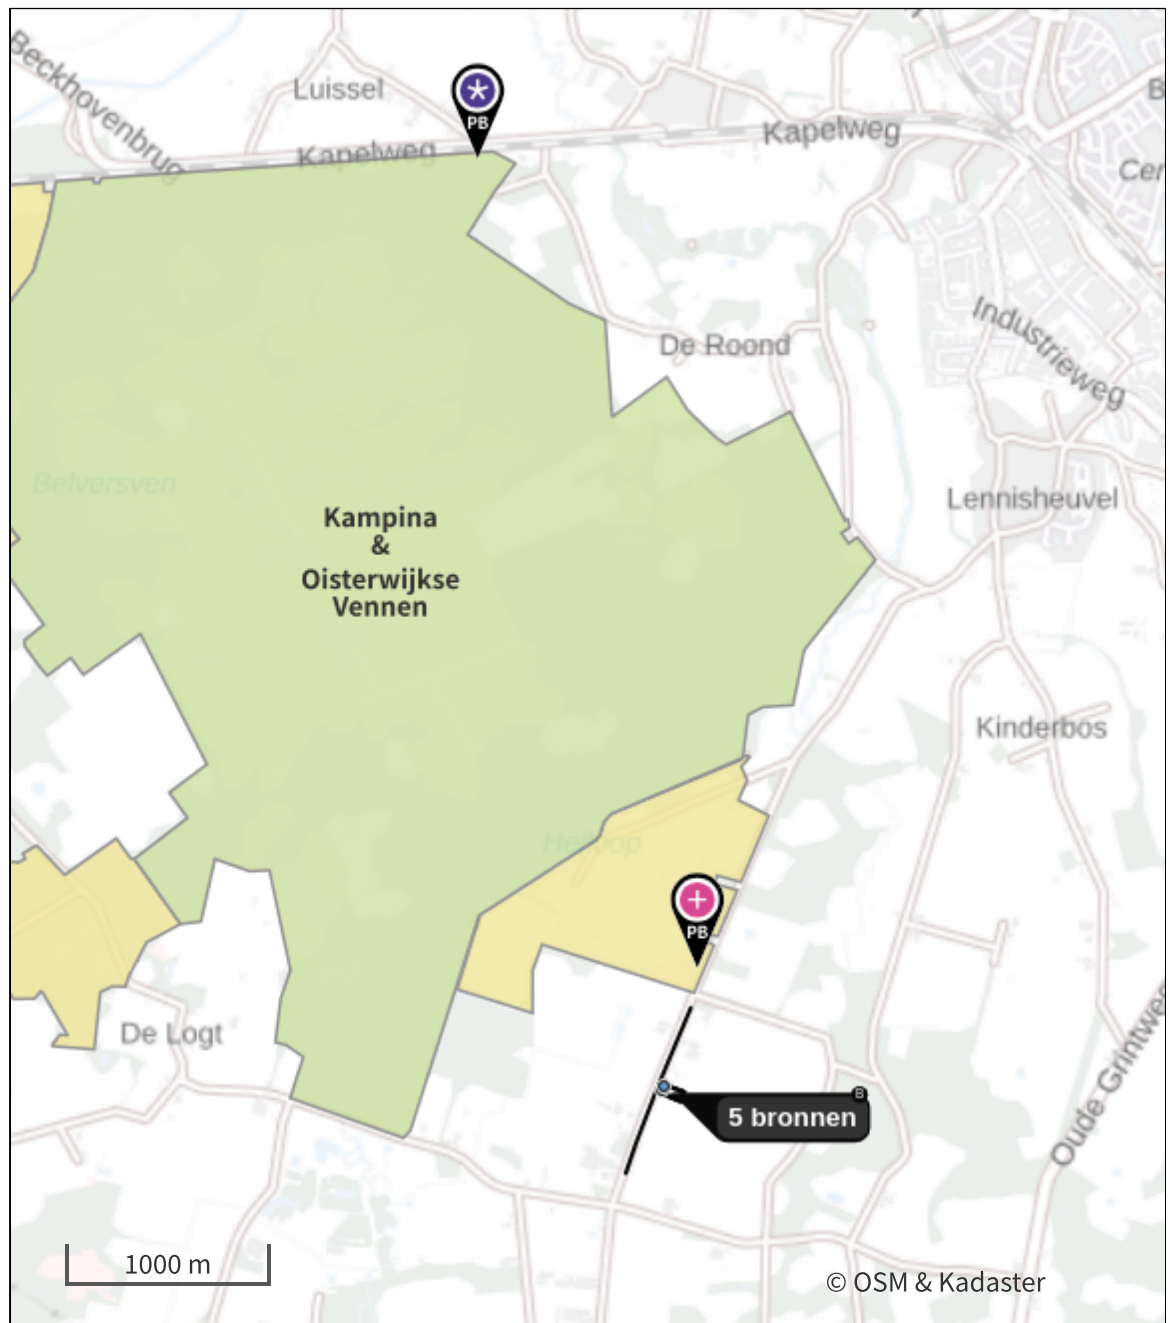 Beckhovenbrug
Luissel
PB
Kapelweg
Kapelweg
B
Cer
Industrieweg
De Roond
Belversven
Lennisheuvel
Kampina
&
Oisterwijkse
Vennen
Kinderbos
Heiloop
+
PB
De Logt
B
5 bronnen
Oude Grintweg
1000 m
© OSM & Kadaster